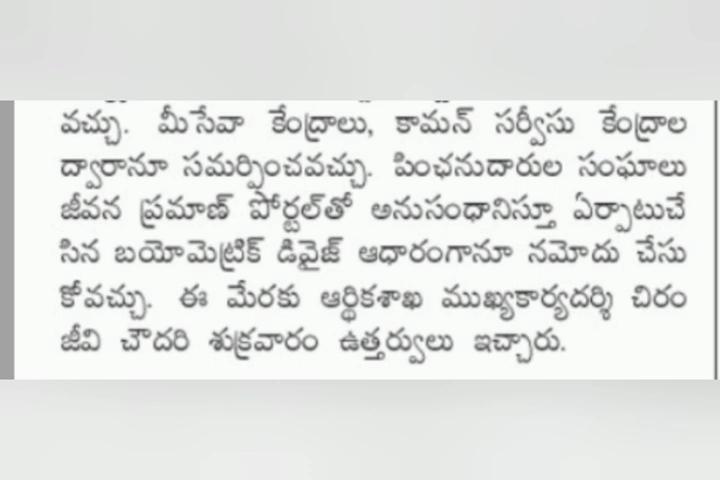 వచ్చు. మీసేవా కేంద్రాలు, కామన్ సర్వీసు కేంద్రాల
ద్వారానూ సమర్పించవచ్చు. పింఛనుదారుల సంఘాలు
జీవన ప్రమాణ్ పోర్టల్‌తో అనుసంధానిస్తూ ఏర్పాటుచే
సిన బయోమెట్రిక్ డివైజ్ ఆధారంగానూ నమోదు చేసు
కోవచ్చు. ఈ మేరకు ఆర్థికశాఖ ముఖ్యకార్యదర్శి చిరం
జీవి చౌదరి శుక్రవారం ఉత్తర్వులు ఇచ్చారు.